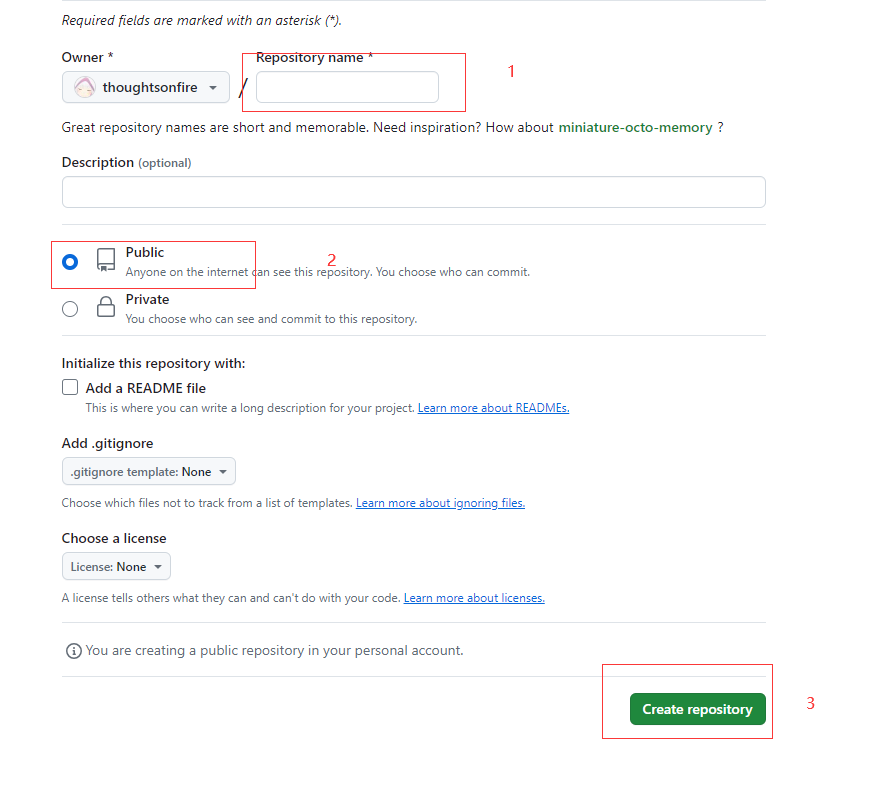 Required fields are marked with an asterisk (*).
Owner * Repository name * 1
thoughtsonfire /
Great repository names are short and memorable. Need inspiration? How about miniature-octo-memory ?
Description (optional)
Public 2
Anyone on the internet can see this repository. You choose who can commit.
Private
You choose who can see and commit to this repository.
Initialize this repository with:
Add a README file
This is where you can write a long description for your project. Learn more about READMEs.
Add .gitignore
.gitignore template: None
Choose which files not to track from a list of templates. Learn more about ignoring files.
Choose a license
License: None
A license tells others what they can and can't do with your code. Learn more about licenses.
You are creating a public repository in your personal account.
Create repository 3